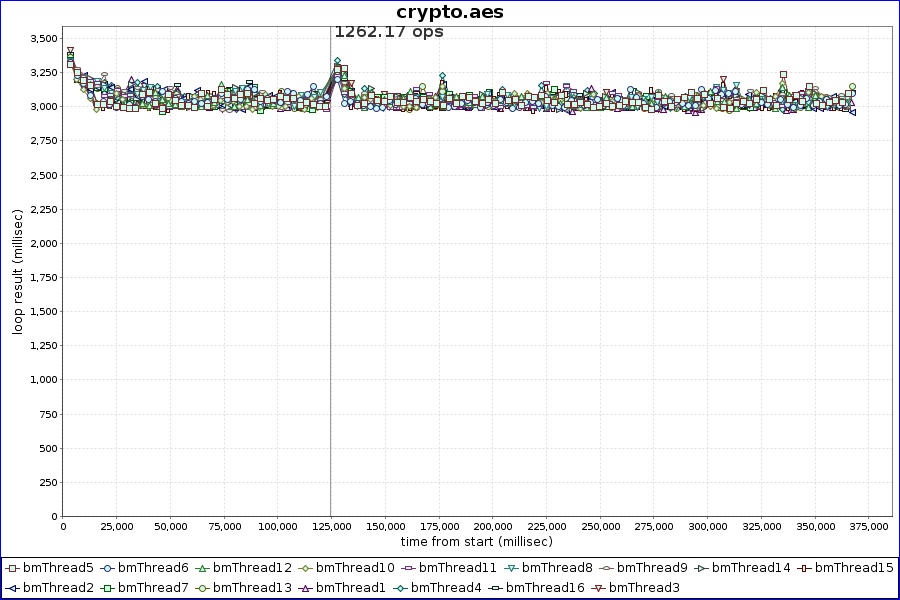 crypto.aes
1262.17 ops
3,500
3,250
3,000
2,750
2,500
2,250
2,000
1,750
1,500
1,250
1,000
750
500
250
0
loop result (millisec)
0 25,000 50,000 75,000 100,000 125,000 150,000 175,000 200,000 225,000 250,000 275,000 300,000 325,000 350,000 375,000
time from start (millisec)
bmThread5 bmThread6 bmThread12 bmThread10 bmThread11 bmThread8 bmThread9 bmThread14 bmThread15
bmThread2 bmThread7 bmThread13 bmThread1 bmThread4 bmThread16 bmThread3